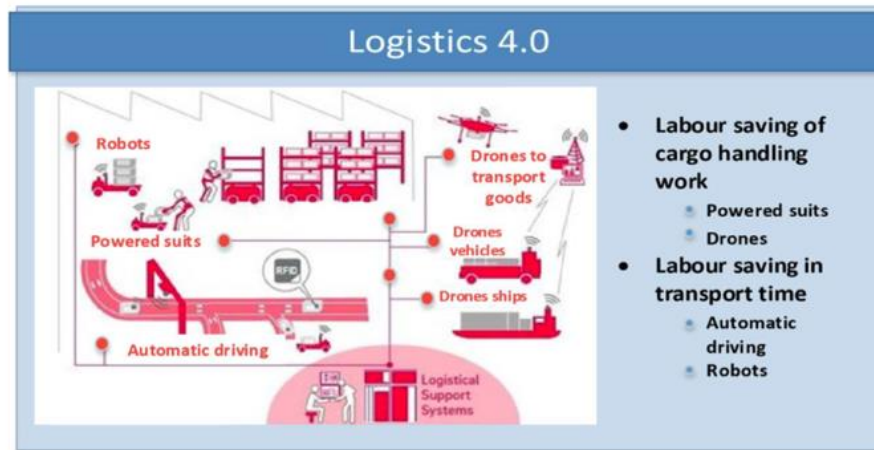 Logistics 4.0
Robots
Powered suits
RFID
Automatic driving
Drones to
transport
goods
Drones
vehicles
Drones ships
Logistical
Support
Systems
• Labour saving of
cargo handling
work
Powered suits
Drones
• Labour saving in
transport time
Automatic
driving
Robots